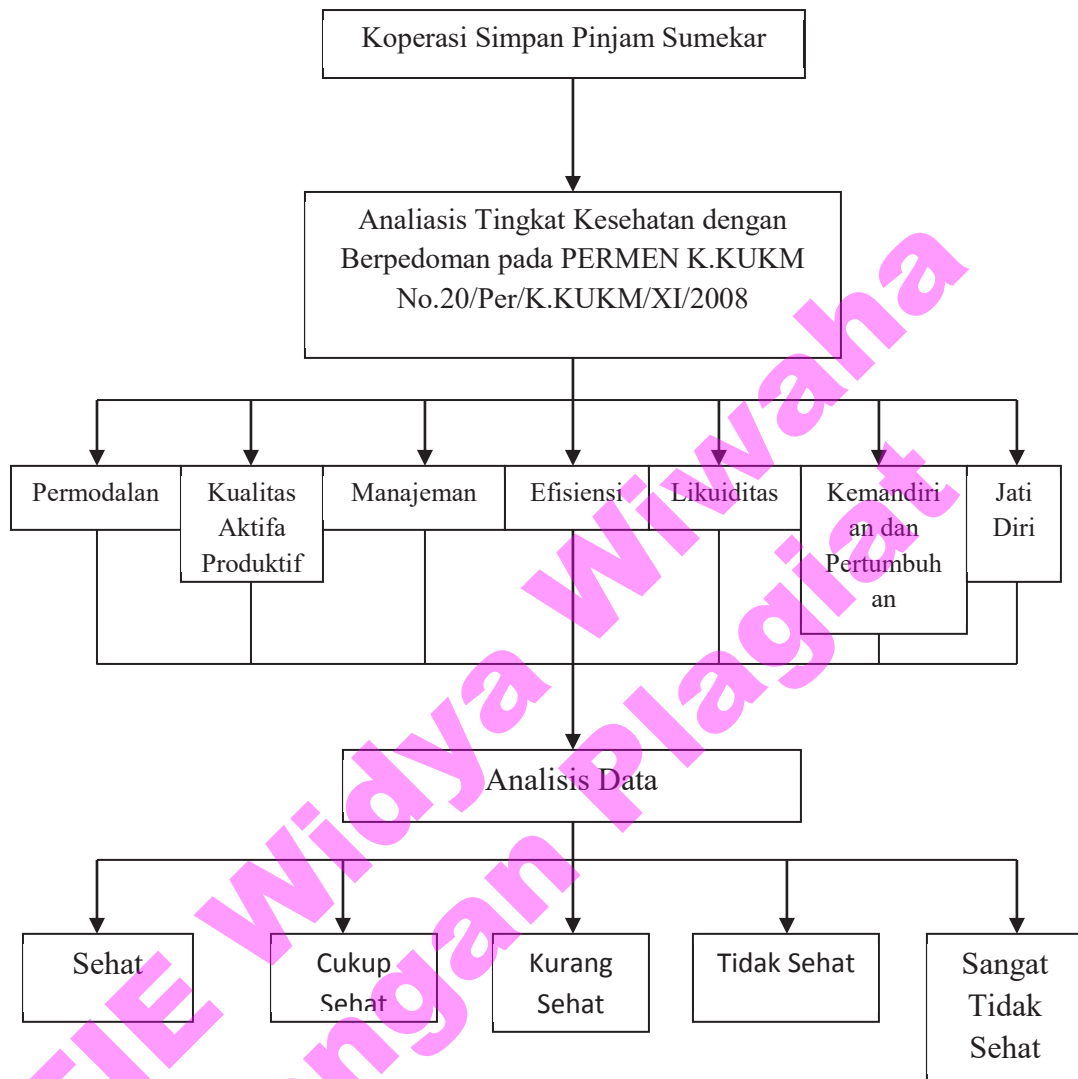 Koperasi Simpan Pinjam Sumekar
Analiasis Tingkat Kesehatan dengan
Berpedoman pada PERMEN K.KUKM
No.20/Per/K.KUKM/XI/2008
Permodalan
Kualitas
Aktifa
Produktif
Manajeman
Efisiensi
Likuiditas
Kemandiri
an dan
Pertumbuh
an
Jati
Diri
Analisis Data
Sehat
Cukup
Sehat
Kurang
Sehat
Tidak Sehat
Sangat
Tidak
Sehat
Widya Wiwaha
Plagiat